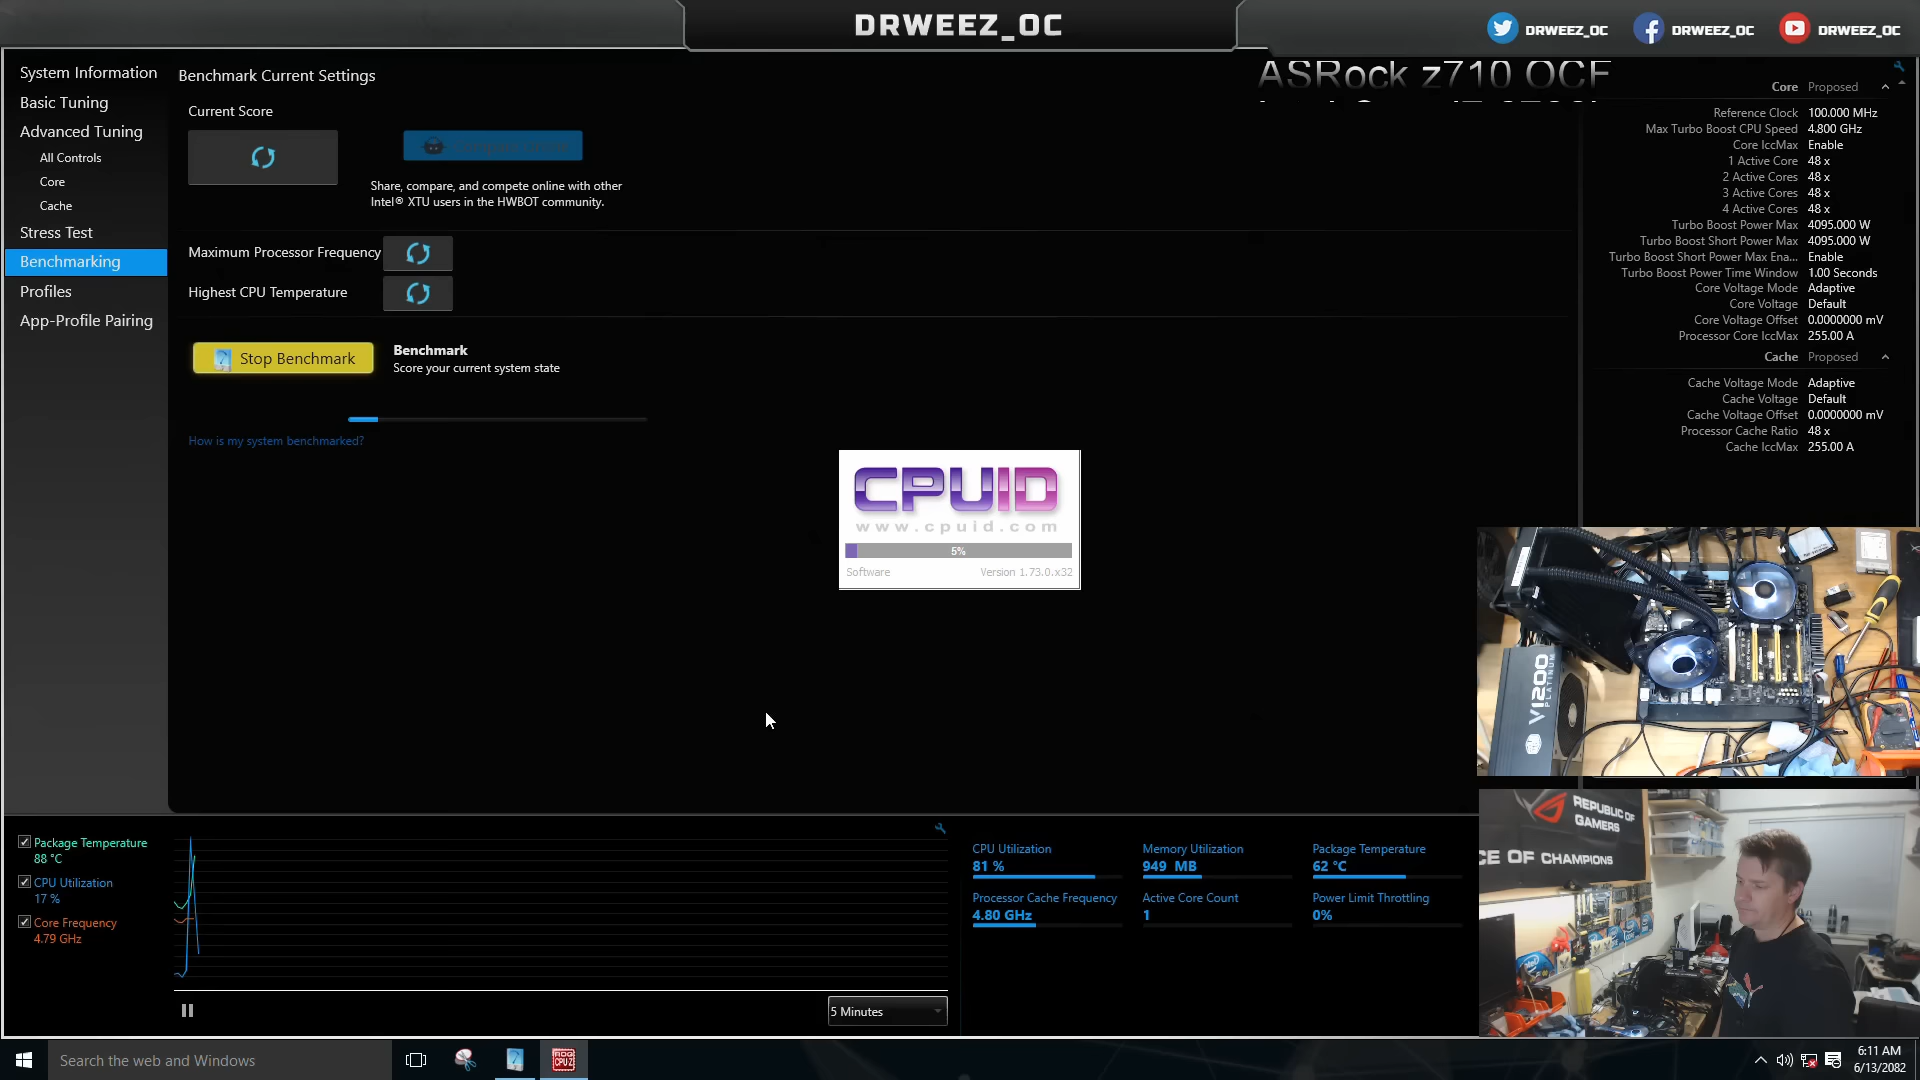 DRWEEZ_OC
DRWEEZ_OC
DRWEEZ_OC
DRWEEZ_OC
ASRock z710 OCF
System Information
Basic Tuning
Advanced Tuning
All Controls
Core
Cache
Stress Test
Benchmarking
Profiles
App-Profile Pairing
Benchmark Current Settings
Current Score
Share, compare, and compete online with other
Intel® XTU users in the HWBOT community.
Maximum Processor Frequency
Highest CPU Temperature
Stop Benchmark
Benchmark
Score your current system state
How is my system benchmarked?
CPUID
www.cpuid.com
5%
Software Version 1.73.0.x32
Core Proposed
Reference Clock 100.000 MHz
Max Turbo Boost CPU Speed 4.800 GHz
Core IccMax Enable
1 Active Core 48 x
2 Active Cores 48 x
3 Active Cores 48 x
4 Active Cores 48 x
Turbo Boost Power Max 4095.000 W
Turbo Boost Short Power Max 4095.000 W
Turbo Boost Short Power Max Ena... Enable
Turbo Boost Power Time Window 1.00 Seconds
Core Voltage Mode Adaptive
Core Voltage Default
Core Voltage Offset 0.0000000 mV
Processor Core IccMax 255.00 A
Cache Proposed
Cache Voltage Mode Adaptive
Cache Voltage Default
Cache Voltage Offset 0.0000000 mV
Processor Cache Ratio 48 x
Cache IccMax 255.00 A
V1200
PLATINUM
REPUBLIC OF
GAMERS
CE OF CHAMPIONS
Package Temperature
88 °C
CPU Utilization
17 %
Core Frequency
4.79 GHz
5 Minutes
CPU Utilization
81 %
Memory Utilization
949 MB
Package Temperature
62 °C
Processor Cache Frequency
4.80 GHz
Active Core Count
1
Power Limit Throttling
0%
Search the web and Windows
CPU-Z
6:11 AM
6/13/2082